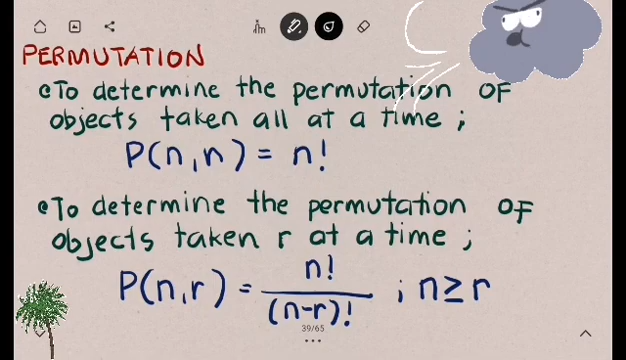 PERMUTATION
• To determine the permutation of
objects taken all at a time ;
P(n,n) = n!
• To determine the permutation of
objects taken r at a time ;
P(n,r) = n!/(n-r)! ; n≥r
39/65